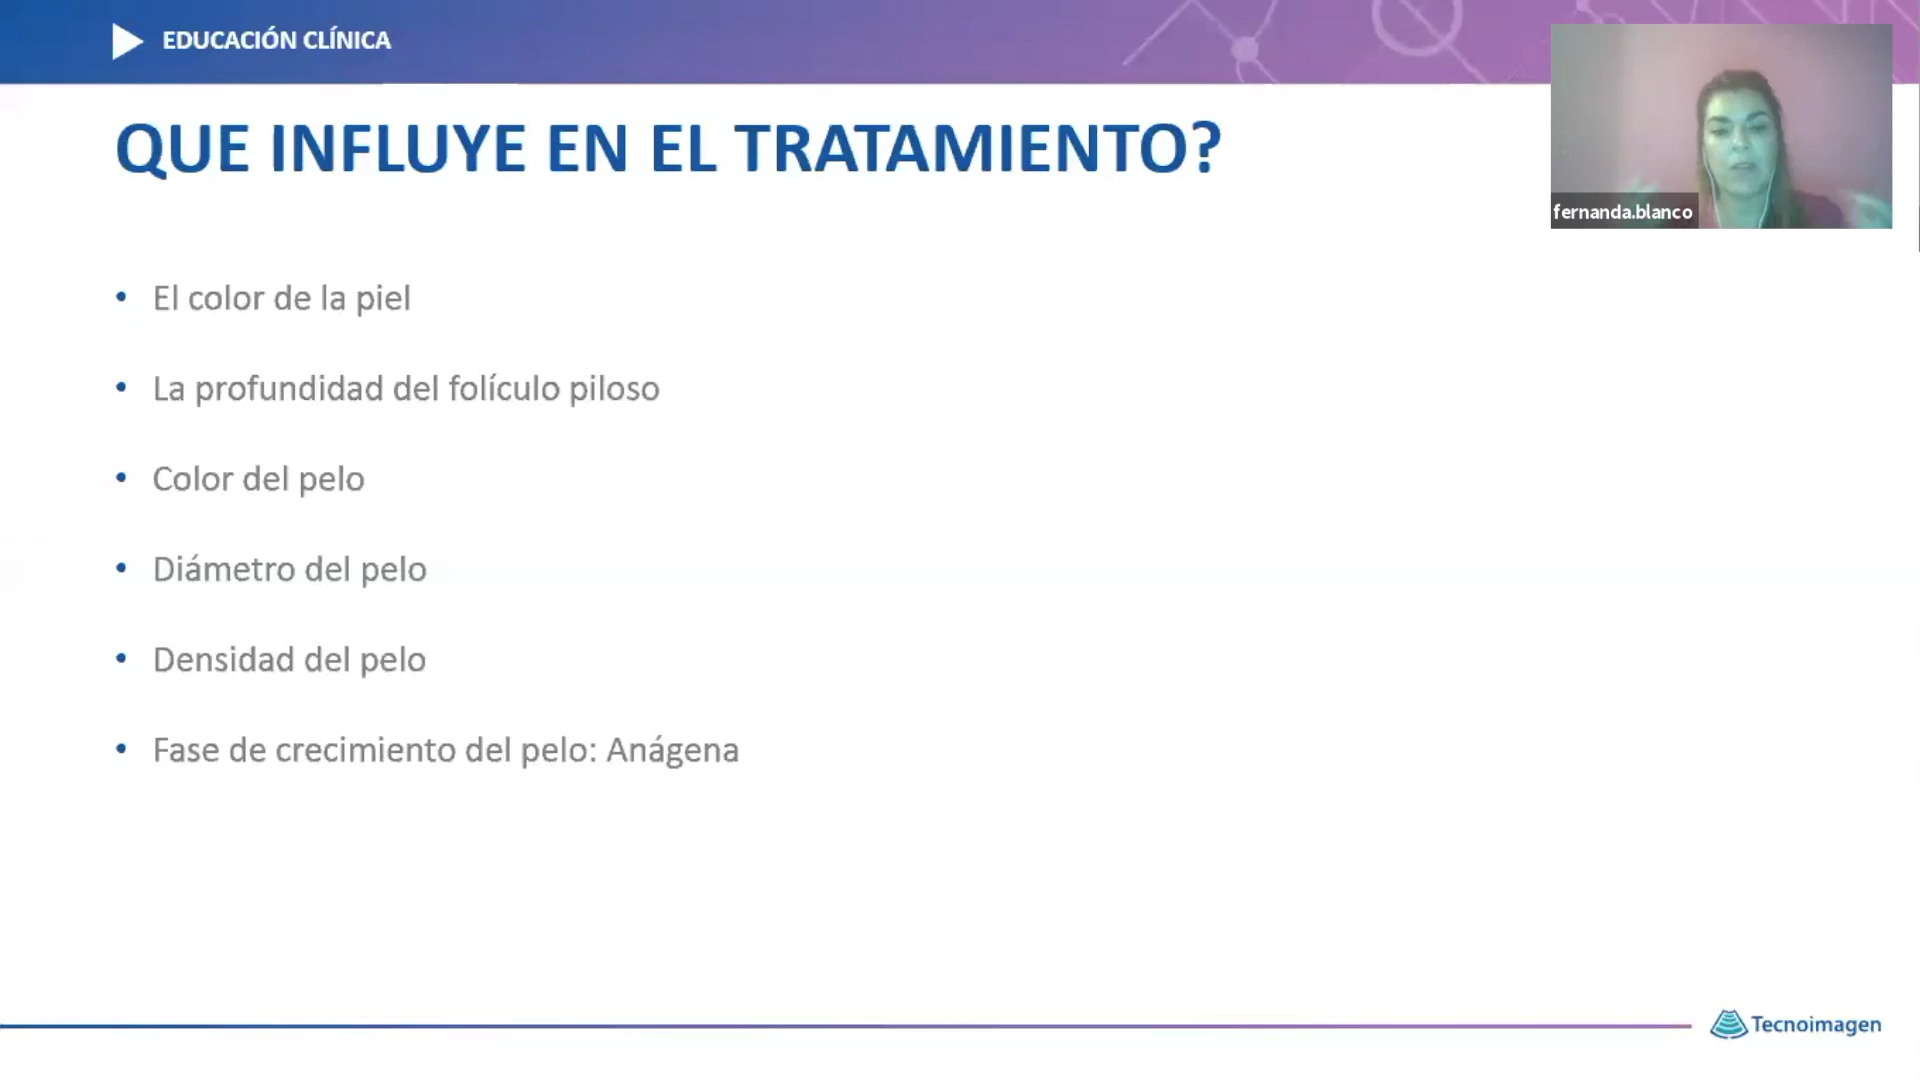 EDUCACIÓN CLÍNICA
QUE INFLUYE EN EL TRATAMIENTO?
fernanda.blanco
• El color de la piel
• La profundidad del folículo piloso
• Color del pelo
• Diámetro del pelo
• Densidad del pelo
• Fase de crecimiento del pelo: Anágena
Tecnoimagen